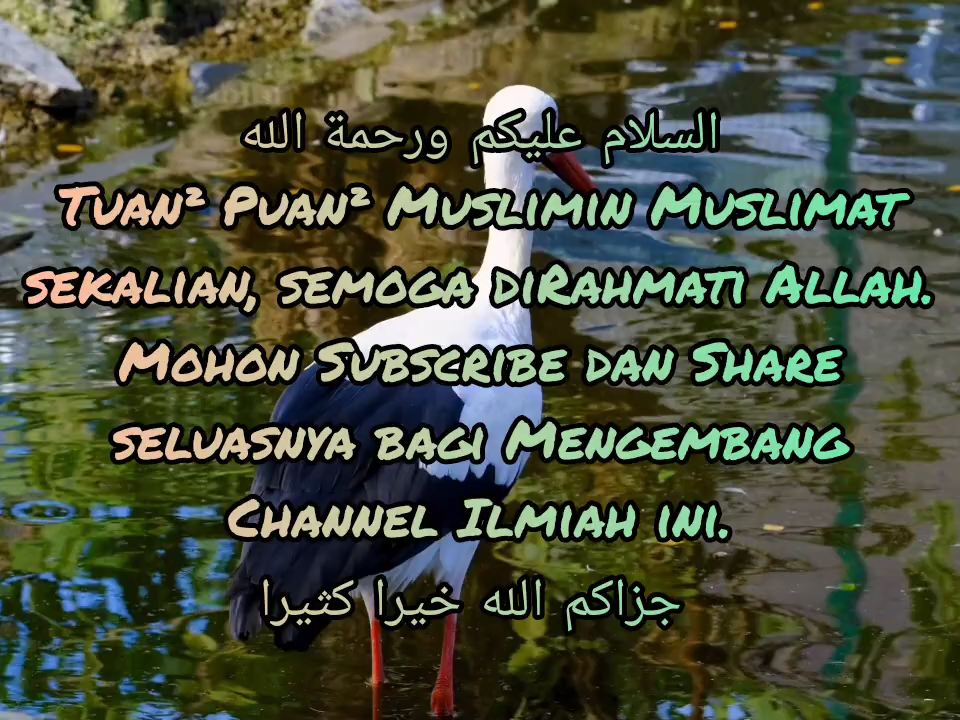 السلام عليكم ورحمة الله
Tuan² Puan² Muslimin Muslimat
sekalian, semoga diRahmati Allah.
Mohon Subscribe dan Share
seluasnya bagi Mengembang
Channel Ilmiah ini.
جزاكم الله خيرا كثيرا